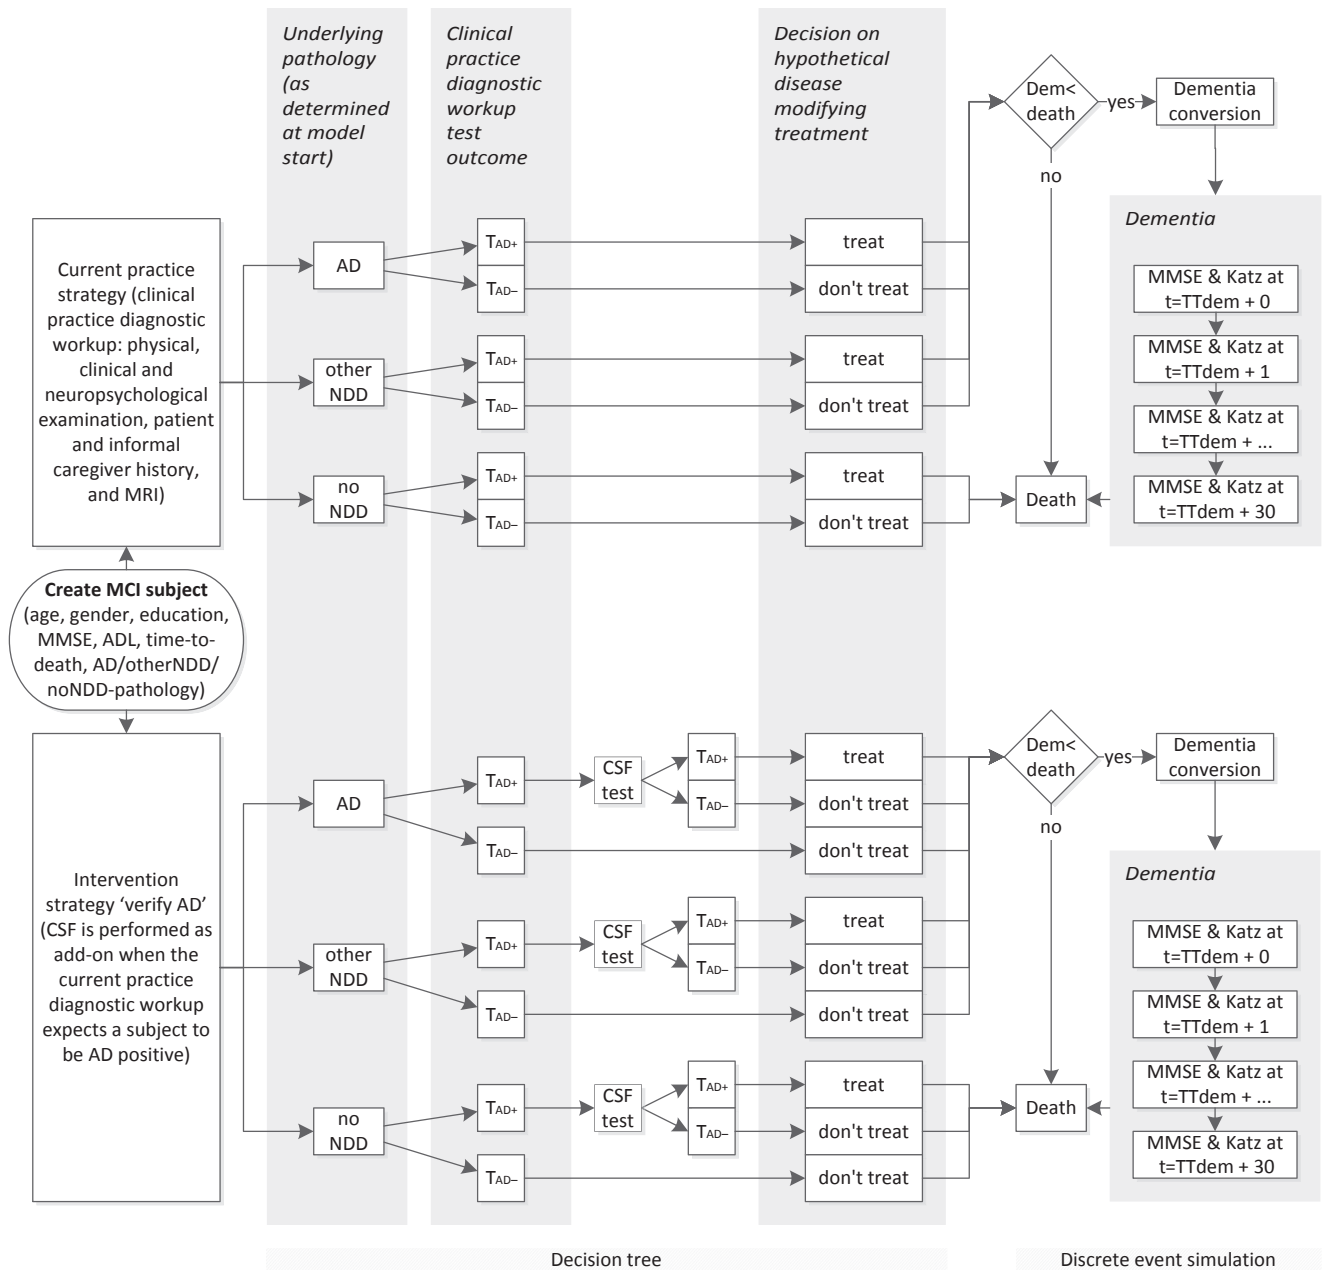 Underlying
pathology
(as
determined
at model
start)
Clinical
practice
diagnostic
workup
test
outcome
Decision on
hypothetical
disease
modifying
treatment
Dem<
death
yes
Dementia
conversion
no
Current practice
strategy (clinical
practice diagnostic
workup: physical,
clinical and
neuropsychological
examination, patient
and informal
caregiver history,
and MRI)
AD
TAD+
treat
TAD–
don't treat
other
NDD
TAD+
treat
TAD–
don't treat
no
NDD
TAD+
treat
TAD–
don't treat
Death
Dementia
MMSE & Katz at
t=TTdem + 0
MMSE & Katz at
t=TTdem + 1
MMSE & Katz at
t=TTdem + ...
MMSE & Katz at
t=TTdem + 30
Create MCI subject
(age, gender, education,
MMSE, ADL, time-to-
death, AD/otherNDD/
noNDD-pathology)
Intervention
strategy ‘verify AD’
(CSF is performed as
add-on when the
current practice
diagnostic workup
expects a subject to
be AD positive)
AD
TAD+
CSF
test
TAD+
treat
TAD–
don't treat
TAD–
don't treat
other
NDD
TAD+
CSF
test
TAD+
treat
TAD–
don't treat
TAD–
don't treat
no
NDD
TAD+
CSF
test
TAD+
treat
TAD–
don't treat
TAD–
don't treat
Dem<
death
yes
Dementia
conversion
no
Death
Dementia
MMSE & Katz at
t=TTdem + 0
MMSE & Katz at
t=TTdem + 1
MMSE & Katz at
t=TTdem + ...
MMSE & Katz at
t=TTdem + 30
Decision tree
Discrete event simulation